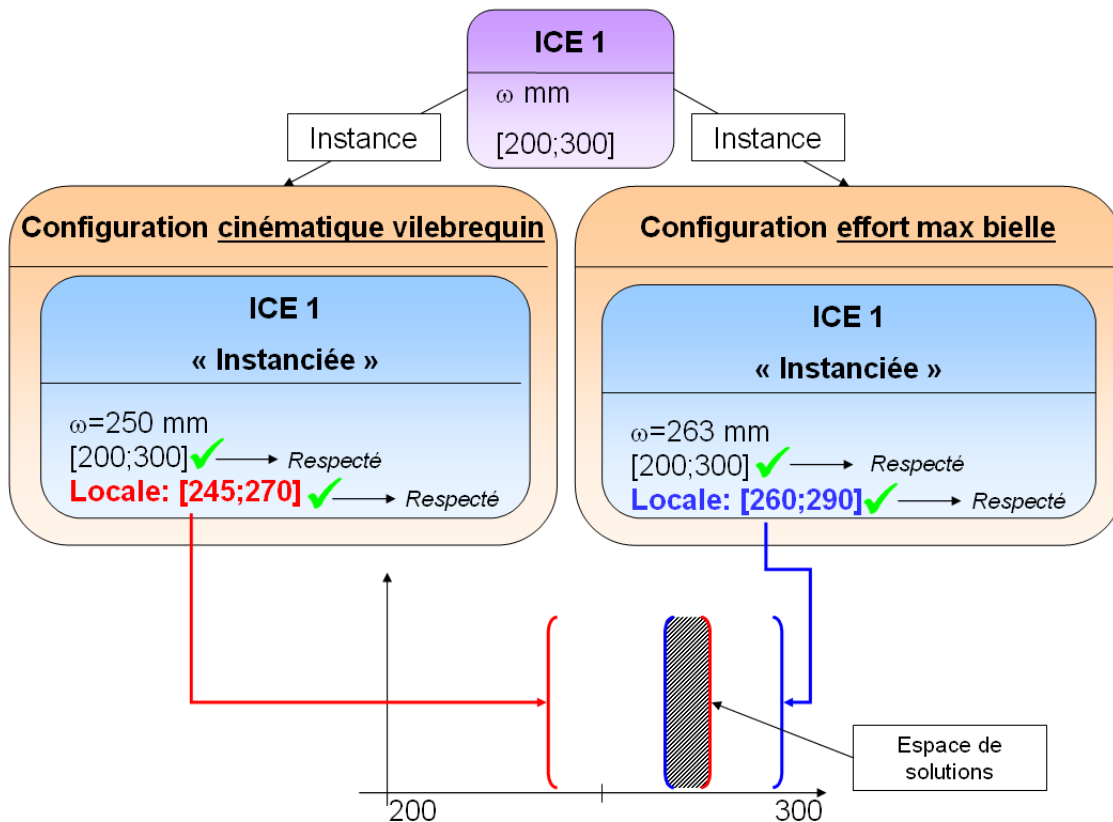 ICE 1
ω mm
[200;300]
Instance
Instance
Configuration cinématique vilebrequin
ICE 1
« Instanciée »
ω=250 mm
[200;300]
Respecté
Locale: [245;270]
Respecté
Configuration effort max bielle
ICE 1
« Instanciée »
ω=263 mm
[200;300]
Respecté
Locale: [260;290]
Respecté
Espace de
solutions
200
300